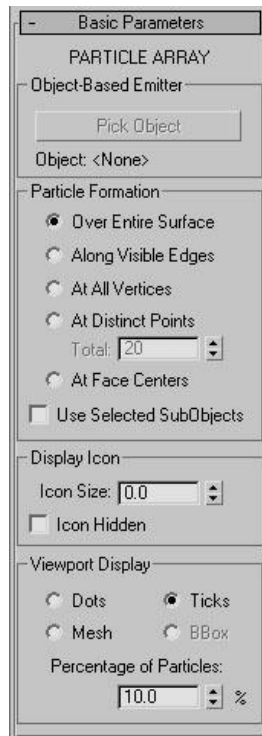 - Basic Parameters
PARTICLE ARRAY
Object-Based Emitter
Pick Object
Object: <None>
Particle Formation
Over Entire Surface
Along Visible Edges
At All Vertices
At Distinct Points
Total: 20
At Face Centers
Use Selected SubObjects
Display Icon
Icon Size: 0.0
Icon Hidden
Viewport Display
Dots Ticks
Mesh BBox
Percentage of Particles:
10.0 %